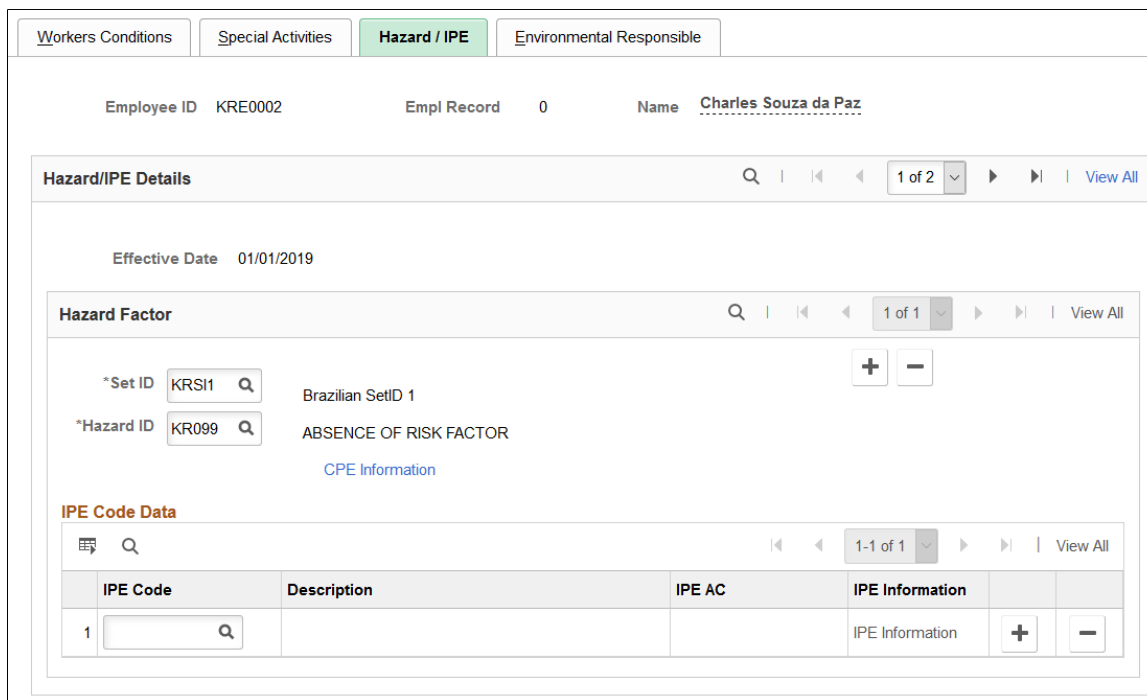 Workers Conditions Special Activities Hazard / IPE Environmental Responsible
Employee ID KRE0002 Empl Record 0 Name Charles Souza da Paz
Hazard/IPE Details 1 of 2 View All
Effective Date 01/01/2019
Hazard Factor 1 of 1 View All
*Set ID KRSI1 Brazilian SetID 1
*Hazard ID KR099 ABSENCE OF RISK FACTOR
CPE Information
IPE Code Data
1-1 of 1 View All
IPE Code Description IPE AC IPE Information
1 IPE Information